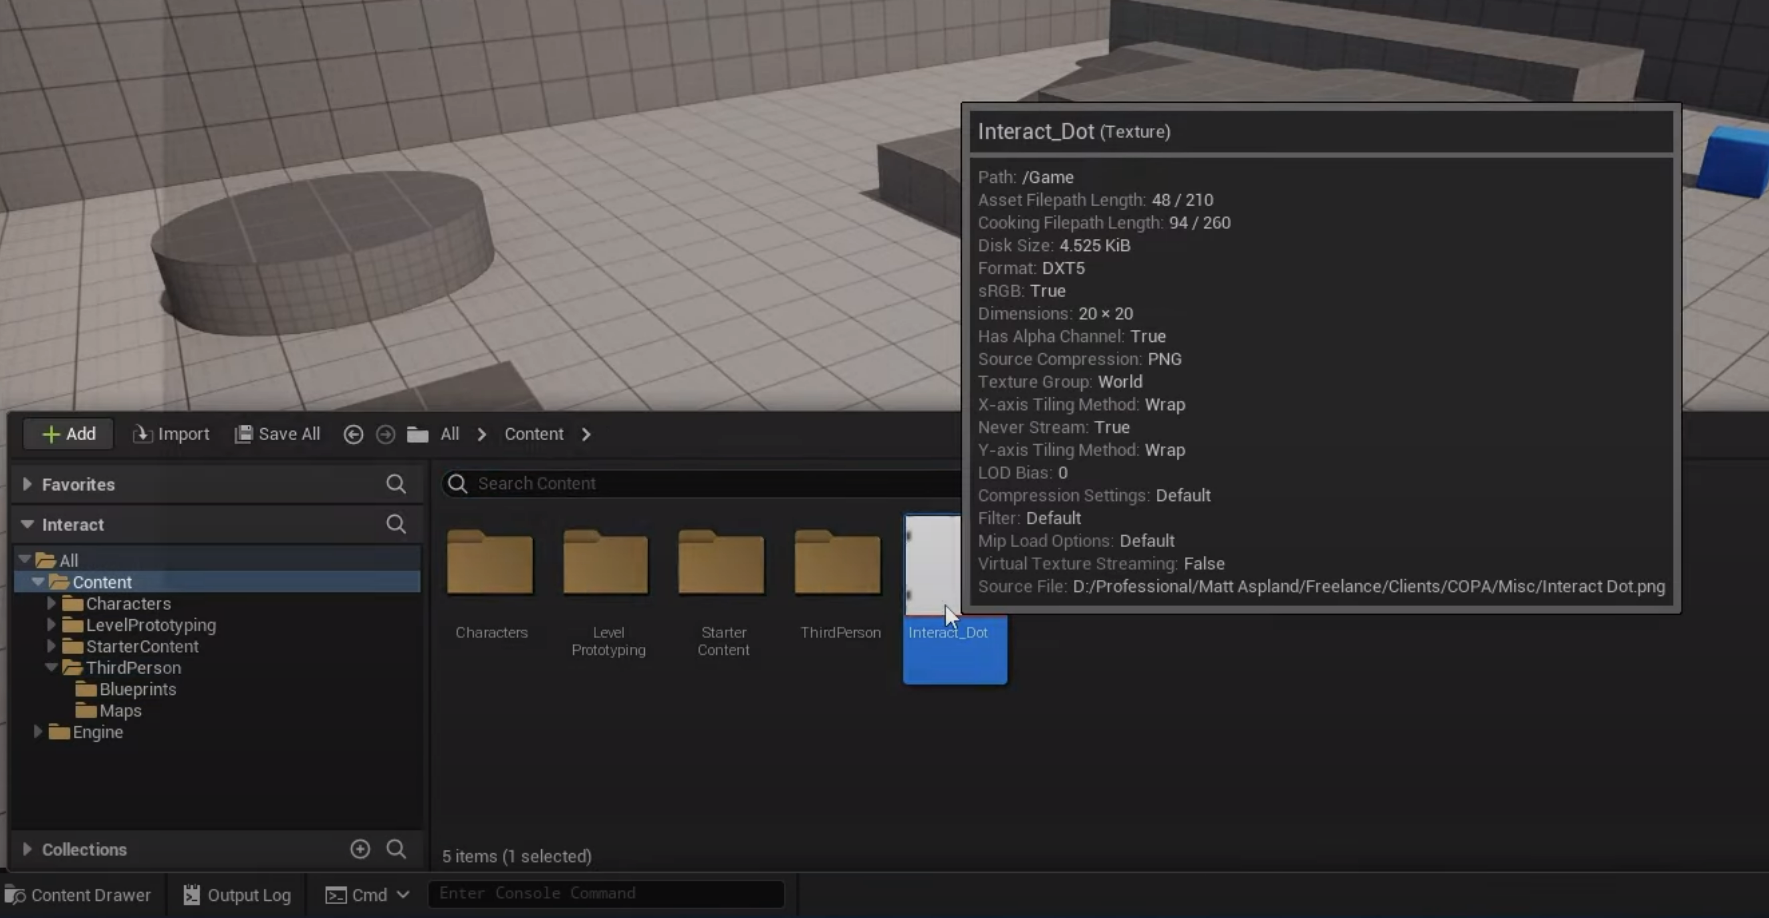 Interact_Dot (Texture)
Path: /Game
Asset Filepath Length: 48 / 210
Cooking Filepath Length: 94 / 260
Disk Size: 4.525 KiB
Format: DXT5
sRGB: True
Dimensions: 20 × 20
Has Alpha Channel: True
Source Compression: PNG
Texture Group: World
X-axis Tiling Method: Wrap
Never Stream: True
Y-axis Tiling Method: Wrap
LOD Bias: 0
Compression Settings: Default
Filter: Default
Mip Load Options: Default
Virtual Texture Streaming: False
Source File: D:/Professional/Matt Aspland/Freelance/Clients/COPA/Misc/Interact Dot.png
Add Import Save All All Content
Favorites
Interact
All
Content
Characters
LevelPrototyping
StarterContent
ThirdPerson
Blueprints
Maps
Engine
Collections
Search Content
Characters
Level
Prototyping
Starter
Content
ThirdPerson
Interact_Dot
5 items (1 selected)
Content Drawer Output Log Cmd Enter Console Command